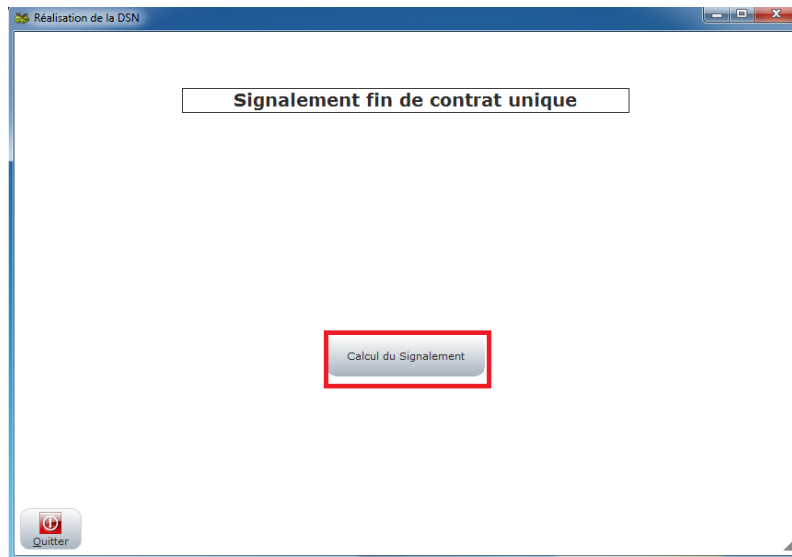 Réalisation de la DSN
Signalement fin de contrat unique
Calcul du Signalement
Quitter